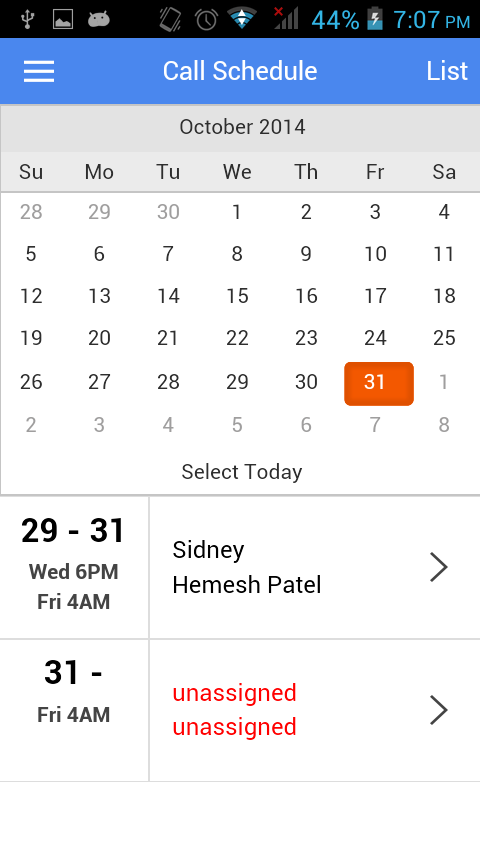 44% 7:07 PM
Call Schedule List
October 2014
Su Mo Tu We Th Fr Sa
28 29 30 1 2 3 4
5 6 7 8 9 10 11
12 13 14 15 16 17 18
19 20 21 22 23 24 25
26 27 28 29 30 31 1
2 3 4 5 6 7 8
Select Today
29 - 31
Wed 6PM
Fri 4AM
Sidney
Hemesh Patel
31 -
Fri 4AM
unassigned
unassigned